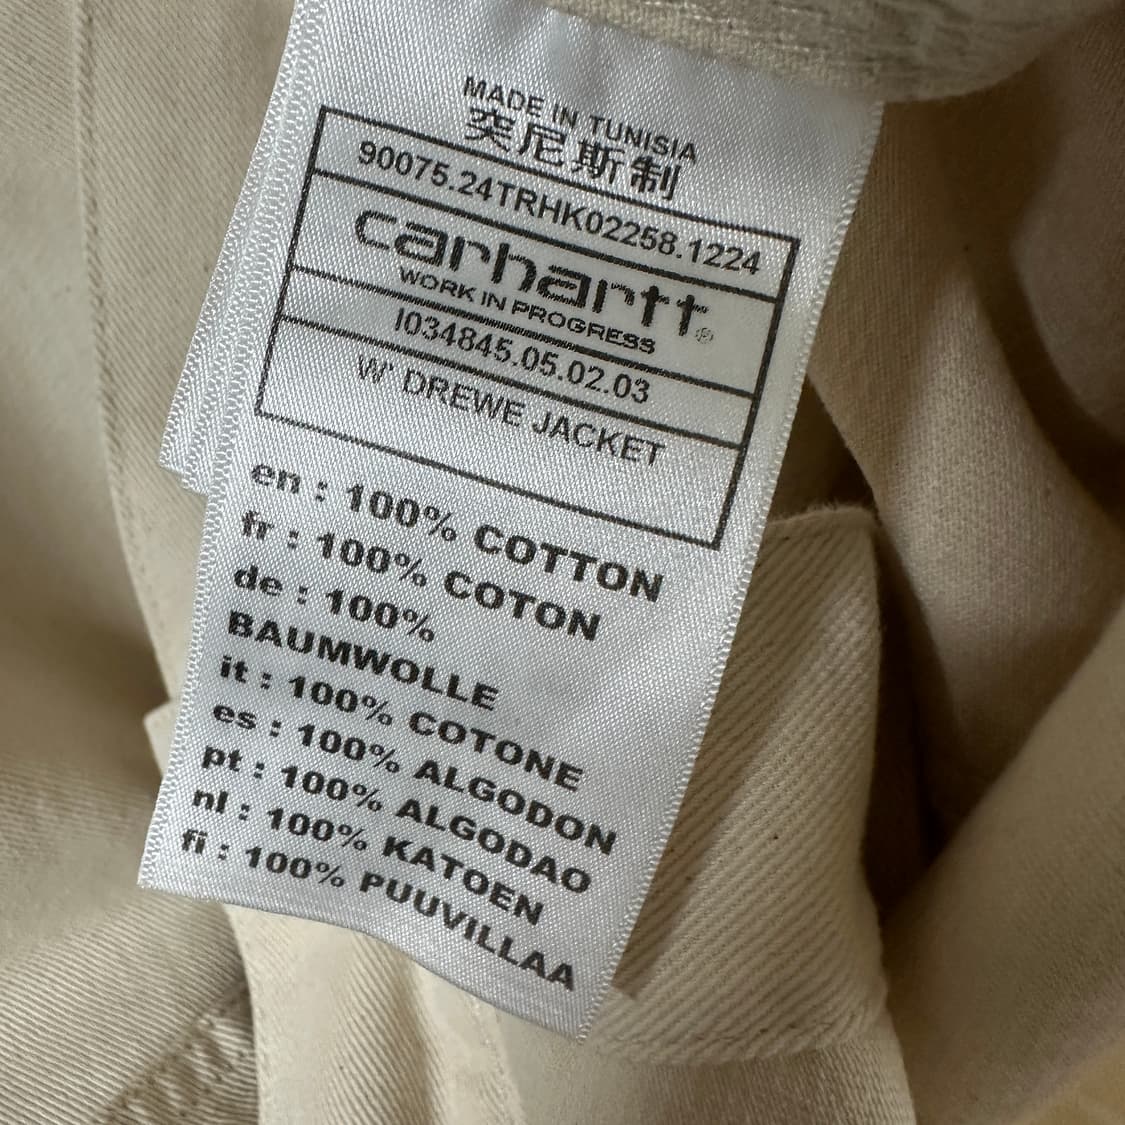 MADE IN TUNISIA
突尼斯制
90075.24TRHK02258.1224
carhartt®
WORK IN PROGRESS
I034845.05.02.03
W' DREWE JACKET
en : 100% COTTON
fr : 100% COTON
de : 100%
BAUMWOLLE
it : 100% COTONE
es : 100% ALGODON
pt : 100% ALGODAO
nl : 100% KATOEN
fi : 100% PUUVILLAA